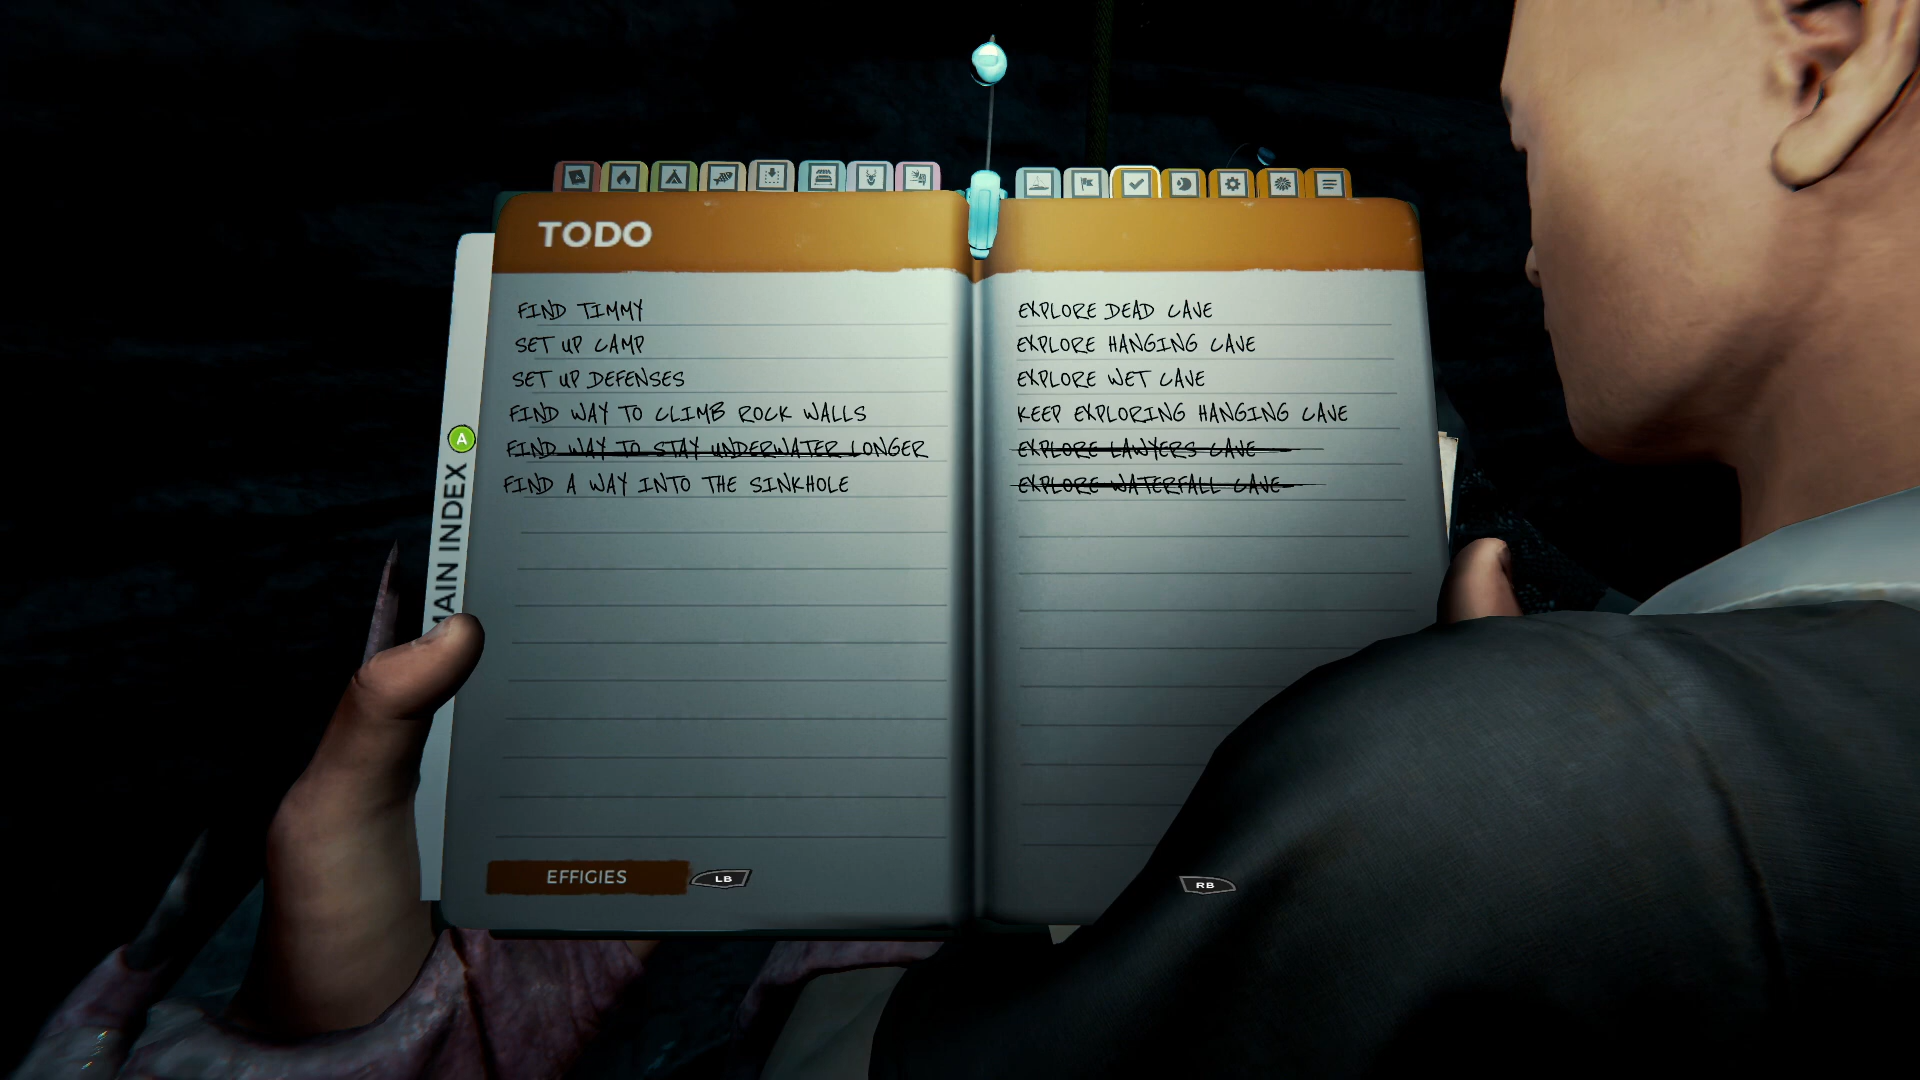 TODO
FIND TIMMY
SET UP CAMP
SET UP DEFENSES
FIND WAY TO CLIMB ROCK WALLS
FIND WAY TO STAY UNDERWATER LONGER
FIND A WAY INTO THE SINKHOLE
EXPLORE DEAD CAVE
EXPLORE HANGING CAVE
EXPLORE WET CAVE
KEEP EXPLORING HANGING CAVE
EXPLORE LAWYERS CAVE
EXPLORE WATERFALL CAVE
A
MAIN INDEX
EFFIGIES
LB
RB